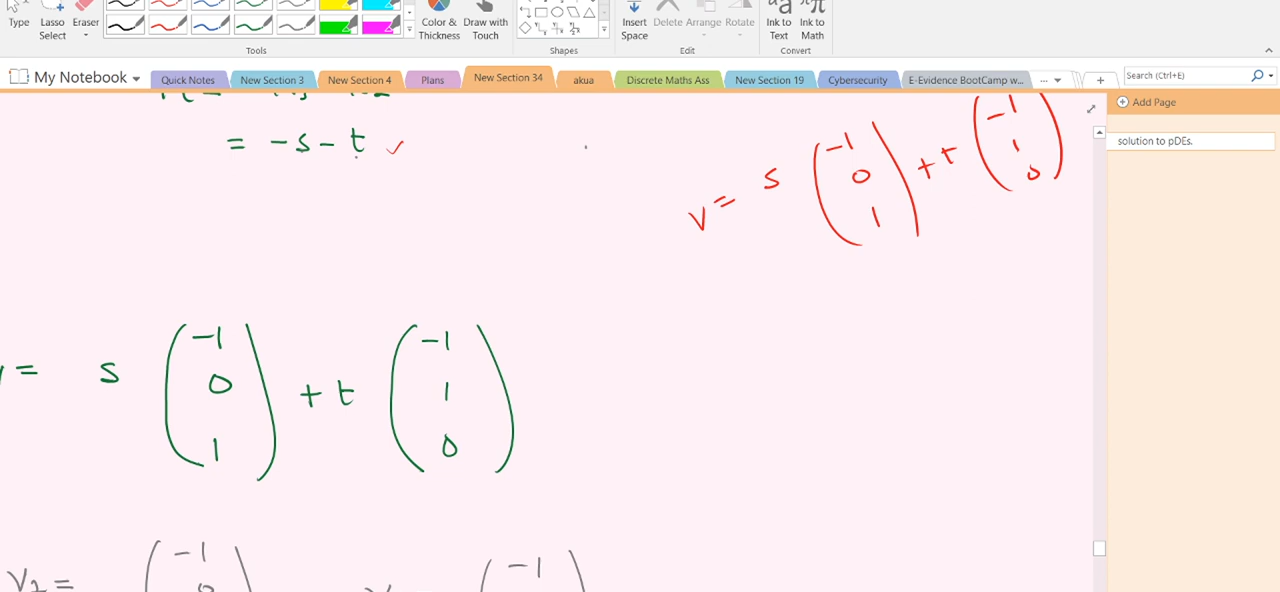 Type Lasso Select Eraser Color & Thickness Draw with Touch Insert Space Delete Arrange Rotate Ink to Text Ink to Math
Tools Shapes Edit Convert
My Notebook Quick Notes New Section 3 New Section 4 Plans New Section 34 akua Discrete Maths Ass New Section 19 Cybersecurity E-Evidence BootCamp w... ... + Search (Ctrl+E)
Add Page
solution to pDEs.
= -s - t ✓
v = s (-1 0 1) + t (-1 1 0)
= s (-1 0 1) + t (-1 1 0)
V2 = (-1 0 (-1